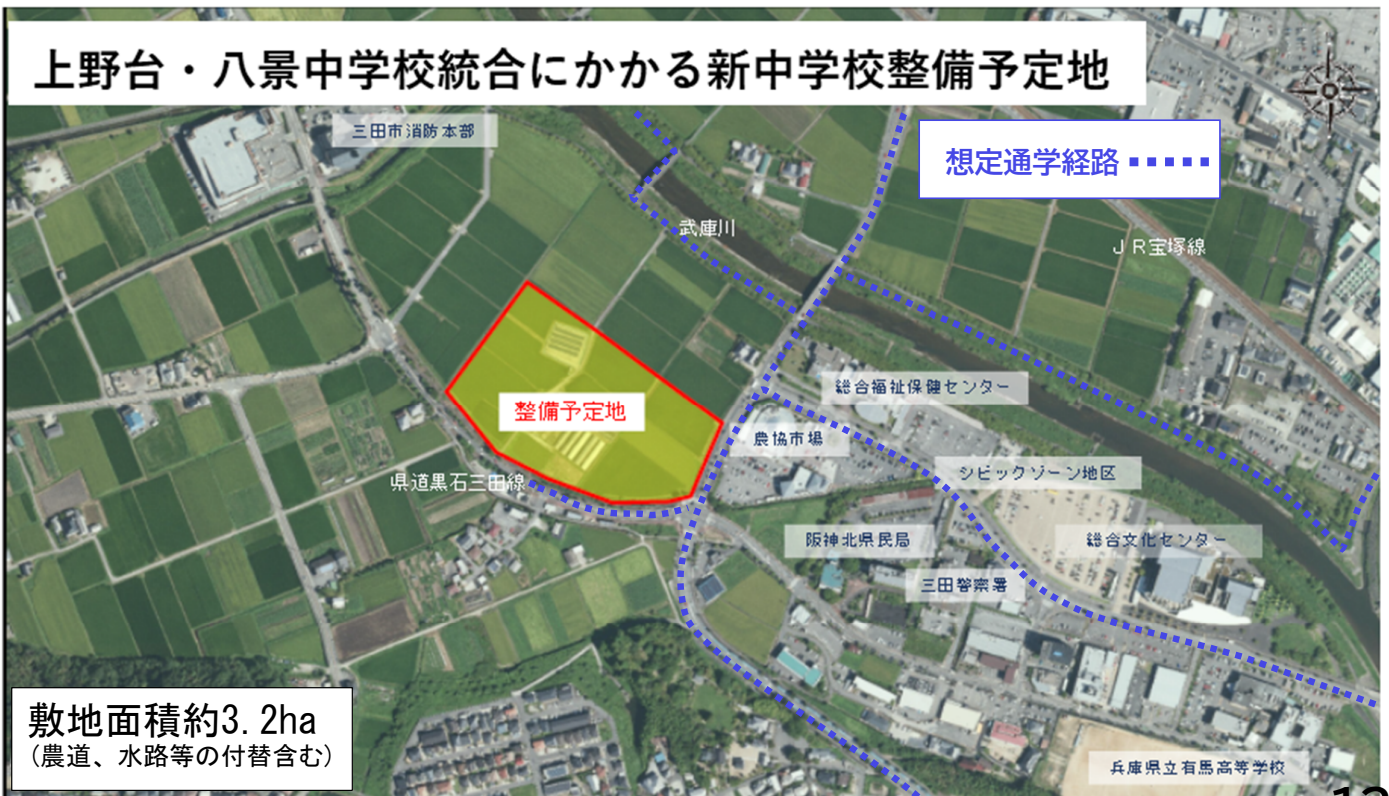 上野台・八景中学校統合にかかる新中学校整備予定地
三田市消防本部
想定通学経路
武庫川
JR宝塚線
整備予定地
総合福祉保健センター
農協市場
シビックゾーン地区
県道黒石三田線
阪神北県民局
総合文化センター
三田警察署
敷地面積約3.2ha
(農道、水路等の付替含む)
兵庫県立有馬高等学校